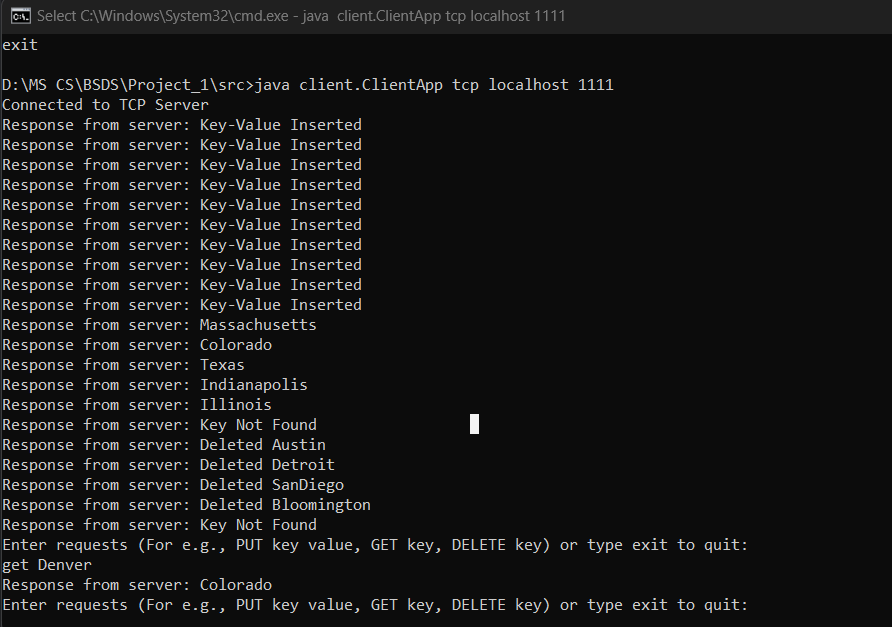 C:\. Select C:\Windows\System32\cmd.exe - java  client.ClientApp tcp localhost 1111
exit
D:\MS CS\BSDS\Project_1\src>java client.ClientApp tcp localhost 1111
Connected to TCP Server
Response from server: Key-Value Inserted
Response from server: Key-Value Inserted
Response from server: Key-Value Inserted
Response from server: Key-Value Inserted
Response from server: Key-Value Inserted
Response from server: Key-Value Inserted
Response from server: Key-Value Inserted
Response from server: Key-Value Inserted
Response from server: Key-Value Inserted
Response from server: Key-Value Inserted
Response from server: Massachusetts
Response from server: Colorado
Response from server: Texas
Response from server: Indianapolis
Response from server: Illinois
Response from server: Key Not Found
Response from server: Deleted Austin
Response from server: Deleted Detroit
Response from server: Deleted SanDiego
Response from server: Deleted Bloomington
Response from server: Key Not Found
Enter requests (For e.g., PUT key value, GET key, DELETE key) or type exit to quit:
get Denver
Response from server: Colorado
Enter requests (For e.g., PUT key value, GET key, DELETE key) or type exit to quit: